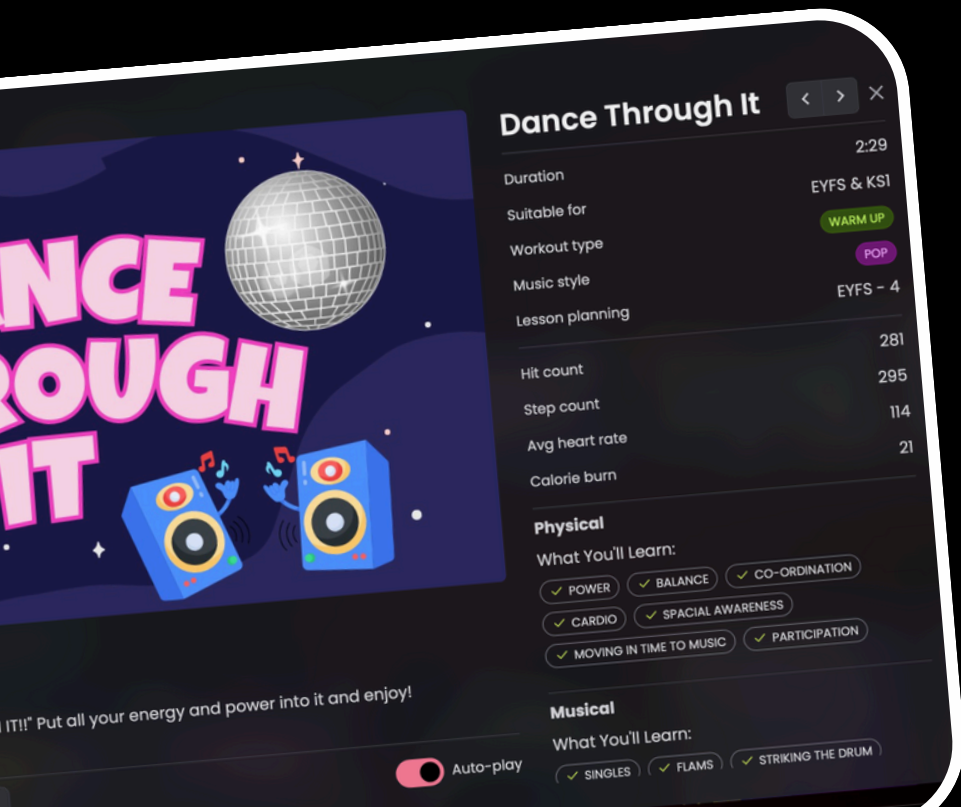 NCE
ROUGH
IT
IT!!" Put all your energy and power into it and enjoy!
Auto-play
Dance Through It
Duration 2:29
Suitable for EYFS & KS1
Workout type WARM UP
Music style POP
Lesson planning EYFS - 4
Hit count 281
Step count 295
Avg heart rate 114
Calorie burn 21
Physical
What You'll Learn:
POWER BALANCE CO-ORDINATION
CARDIO SPACIAL AWARENESS
MOVING IN TIME TO MUSIC PARTICIPATION
Musical
What You'll Learn:
SINGLES FLAMS STRIKING THE DRUM